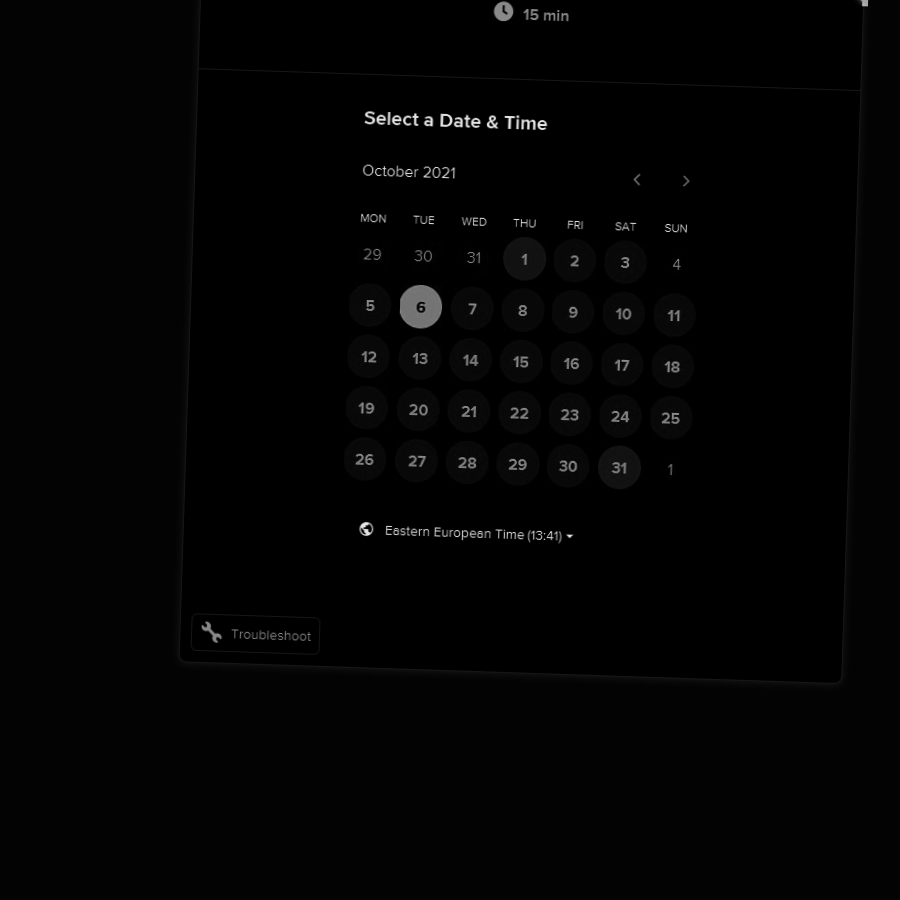 15 min
Select a Date & Time
October 2021
MON TUE WED THU FRI SAT SUN
29 30 31 1 2 3 4
5 6 7 8 9 10 11
12 13 14 15 16 17 18
19 20 21 22 23 24 25
26 27 28 29 30 31 1
Eastern European Time (13:41)
Troubleshoot